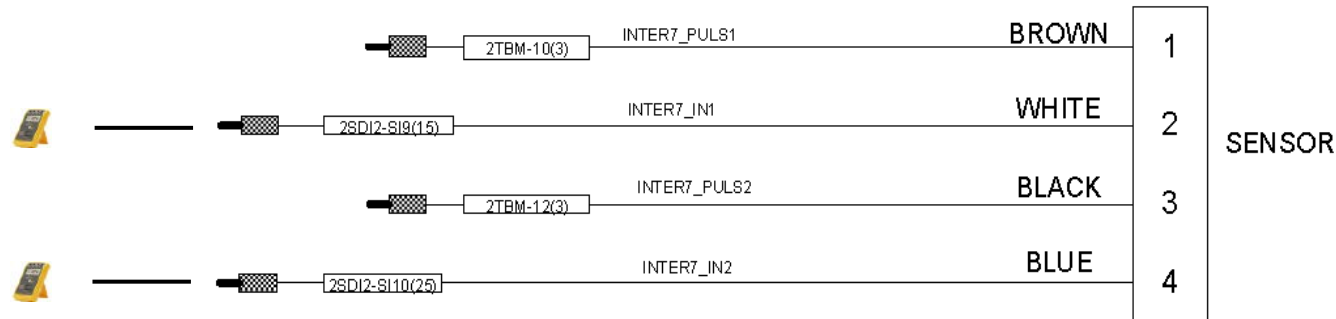 INTER7_PULS1 BROWN
2TBM-10(3) 1
INTER7_IN1 WHITE
2SDI2-SI9(15) 2
SENSOR
INTER7_PULS2 BLACK
2TBM-12(3) 3
INTER7_IN2 BLUE
2SDI2-SI10(25) 4